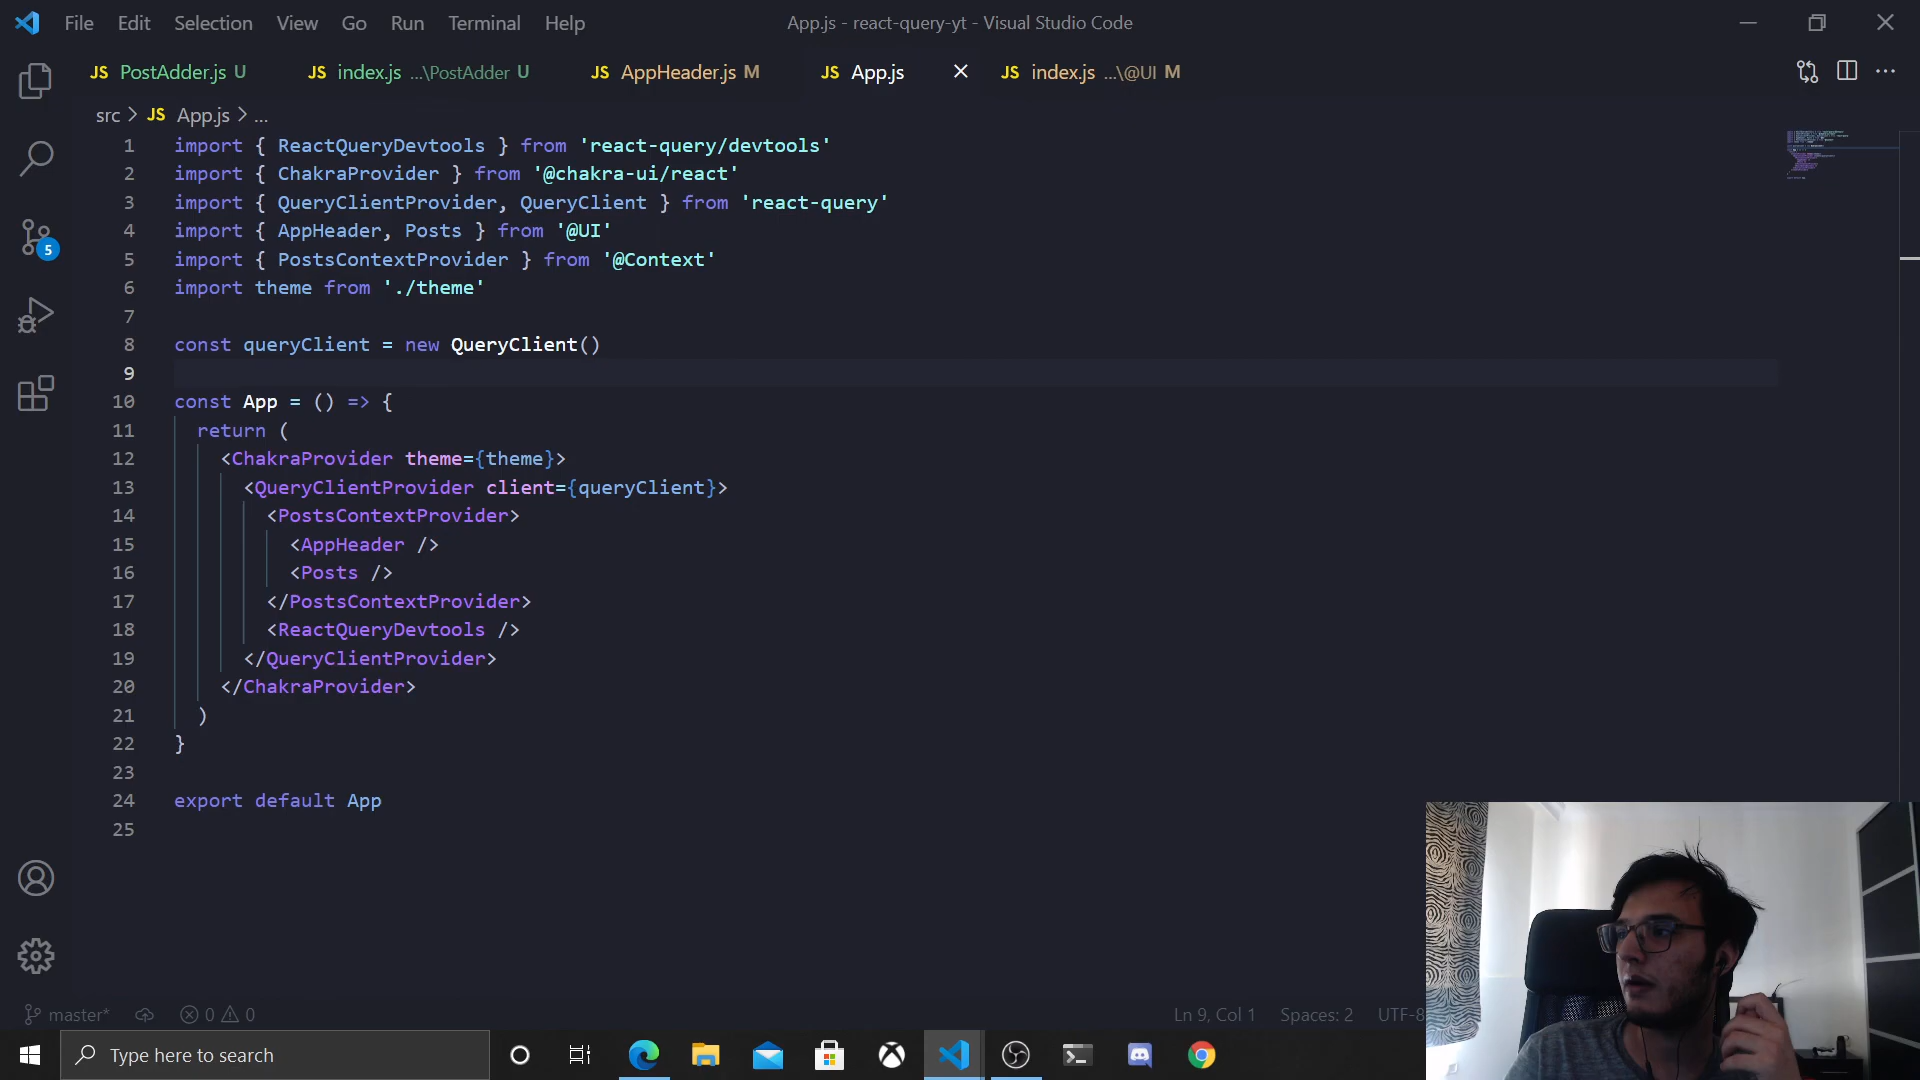 File Edit Selection View Go Run Terminal Help App.js - react-query-yt - Visual Studio Code
JS PostAdder.js U JS index.js ...\PostAdder U JS AppHeader.js M JS App.js JS index.js ...\@UI M
src > JS App.js > ...
1 import { ReactQueryDevtools } from 'react-query/devtools'
2 import { ChakraProvider } from '@chakra-ui/react'
3 import { QueryClientProvider, QueryClient } from 'react-query'
4 import { AppHeader, Posts } from '@UI'
5 import { PostsContextProvider } from '@Context'
6 import theme from './theme'
7
8 const queryClient = new QueryClient()
9
10 const App = () => {
11 return (
12 <ChakraProvider theme={theme}>
13 <QueryClientProvider client={queryClient}>
14 <PostsContextProvider>
15 <AppHeader />
16 <Posts />
17 </PostsContextProvider>
18 <ReactQueryDevtools />
19 </QueryClientProvider>
20 </ChakraProvider>
21 )
22 }
23
24 export default App
25
5
master* 0 0 Ln 9, Col 1 Spaces: 2 UTF-8
Type here to search